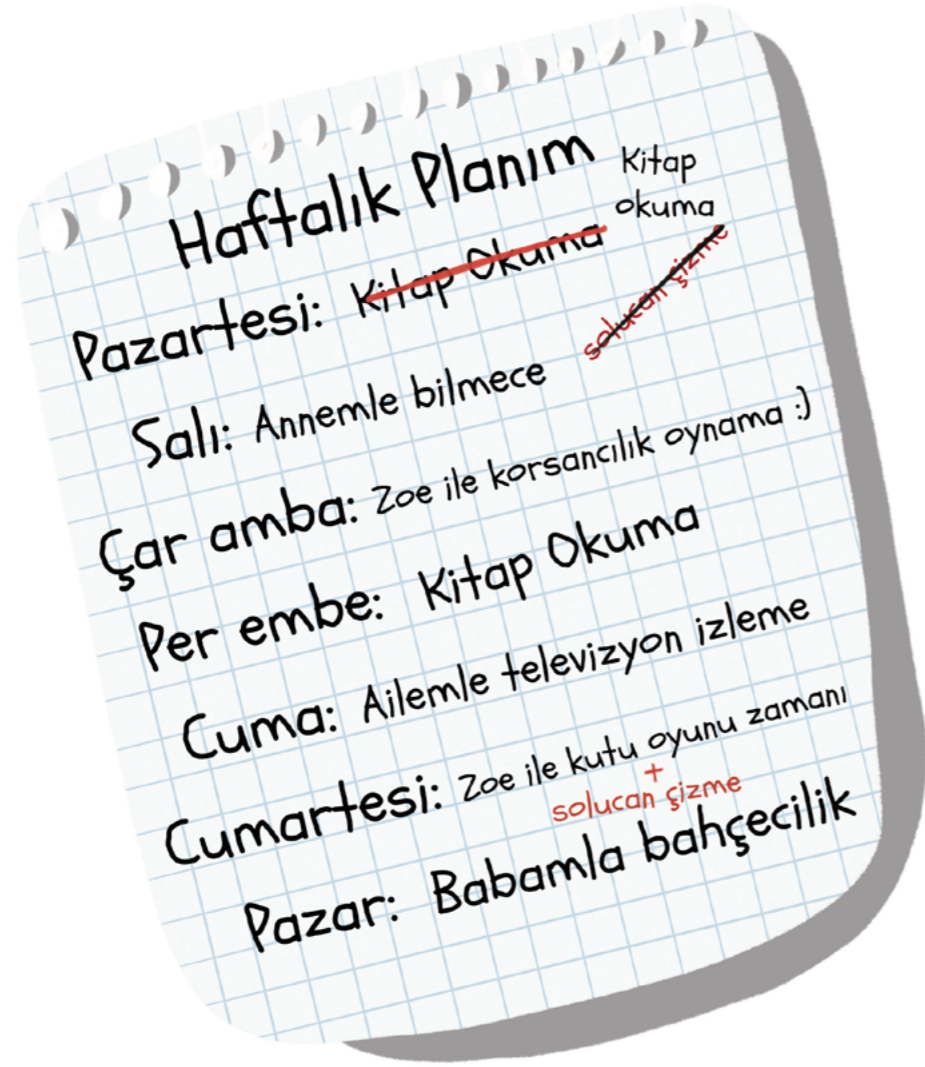 Haftalık Planım
Kitap
okuma
Pazartesi: Kitap Okuma
solucan çizme
Salı: Annemle bilmece
Çar amba: Zoe ile korsancılık oynama :)
Per embe: Kitap Okuma
Cuma: Ailemle televizyon izleme
Cumartesi: Zoe ile kutu oyunu zamanı
+
solucan çizme
Pazar: Babamla bahçecilik